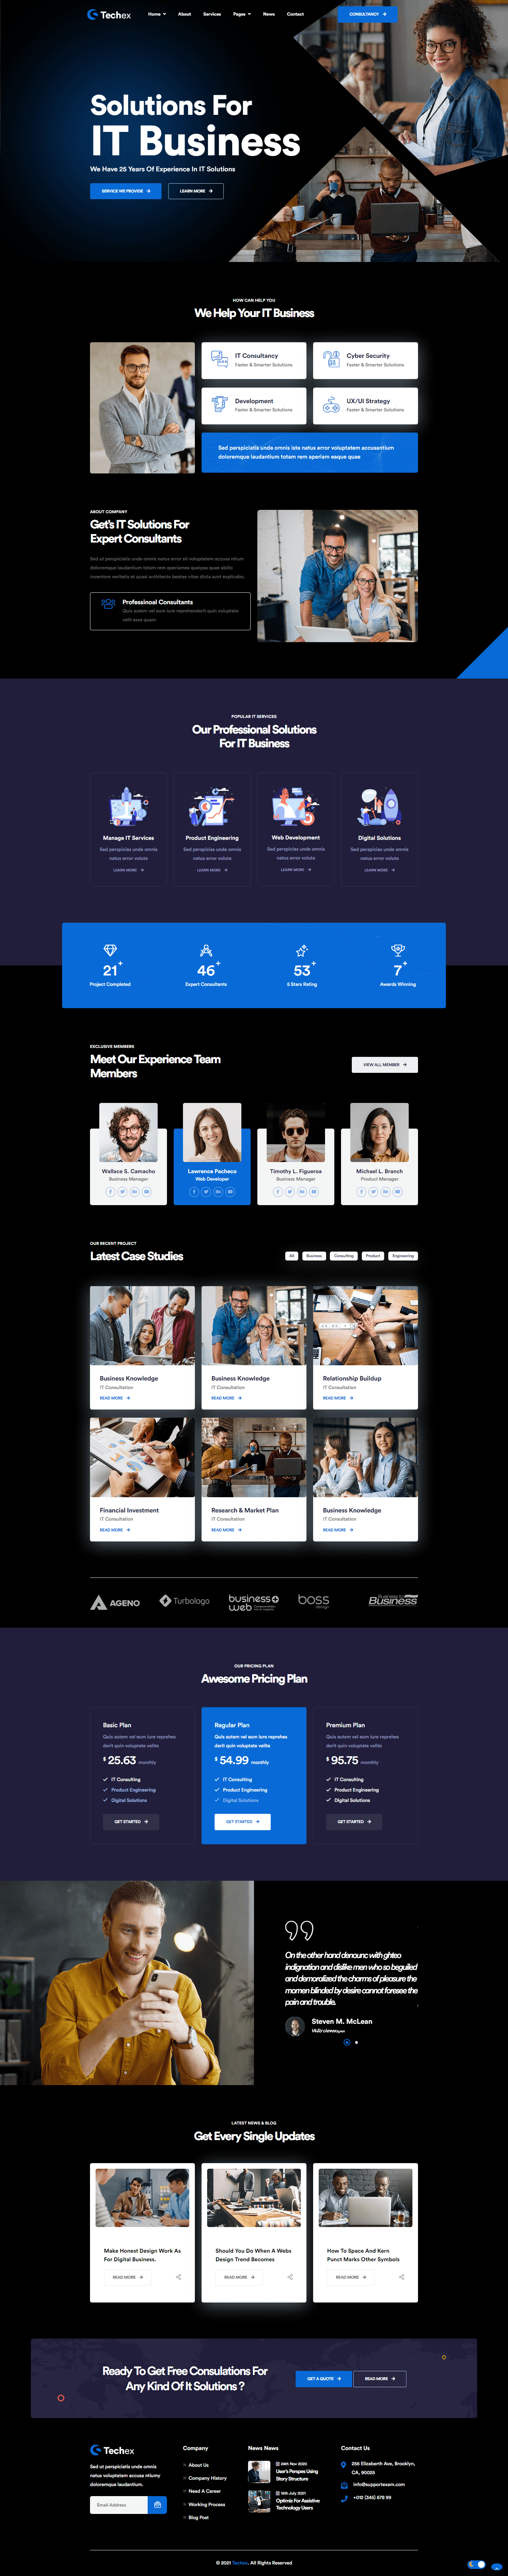 Techex
Home About Services Pages News Contact
CONSULTANCY
Solutions For
IT Business
We Have 25 Years Of Experience In IT Solutions
SERVICE WE PROVIDE LEARN MORE
HOW CAN HELP YOU
We Help Your IT Business
IT Consultancy
Faster & Smarter Solutions
Cyber Security
Faster & Smarter Solutions
Development
Faster & Smarter Solutions
UX/UI Strategy
Faster & Smarter Solutions
Sed perspiciatis unde omnis iste natus error voluptatem accusantium
doloremque laudantium totam rem aperiam eaque quae
ABOUT COMPANY
Get's IT Solutions For
Expert Consultants
Sed ut perspiciatis unde omnis natus error sit voluptatem accuss ntium
doloremque laudantium totam rem aperiamea quaipsa quae sitillo
inventore veritatis et quasi architecto beatae vitae dicta sunt explicabo.
Professinoal Consultants
Quis autem vel eum iure reprehenderit quin voluptate
velit esse quam
POPULAR IT SERVICES
Our Professional Solutions
For IT Business
Manage IT Services
Sed perspicias unde omnis
natus error volute
LEARN MORE
Product Engineering
Sed perspicias unde omnis
natus error volute
LEARN MORE
Web Development
Sed perspicias unde omnis
natus error volute
LEARN MORE
Digital Solutions
Sed perspicias unde omnis
natus error volute
LEARN MORE
21+
Project Completed
46+
Expert Consultants
53+
5 Stars Rating
7+
Awards Winning
EXCLUSIVE MEMBERS
Meet Our Experience Team
Members
VIEW ALL MEMBER
Wallace S. Camacho
Business Manager
Lawrence Pacheco
Web Developer
Timothy L. Figueroa
Business Manager
Michael L. Branch
Product Manager
OUR RECENT PROJECT
Latest Case Studies
All Business Consulting Product Engineering
Business Knowledge
IT Consultation
READ MORE
Business Knowledge
IT Consultation
READ MORE
Relationship Buildup
IT Consultation
READ MORE
Financial Investment
IT Consultation
READ MORE
Research & Market Plan
IT Consultation
READ MORE
Business Knowledge
IT Consultation
READ MORE
AGENO
Turbologo
business
web
boss
design
Business
OUR PRICING PLAN
Awesome Pricing Plan
Basic Plan
Quis autem vel eum iure reprehes
derit quin voluptate velite
$ 25.63 monthly
IT Consulting
Product Engineering
Digital Solutions
GET STARTED
Regular Plan
Quis autem vel eum iure reprehes
derit quin voluptate velite
$ 54.99 monthly
IT Consulting
Product Engineering
Digital Solutions
GET STARTED
Premium Plan
Quis autem vel eum iure reprehes
derit quin voluptate velite
$ 95.75 monthly
IT Consulting
Product Engineering
Digital Solutions
GET STARTED
On the other hand denounc with ghteo
indignation and dislike men who so beguiled
and demoralized the charms of pleasure the
momen blinded by desire cannot foresee the
pain and trouble.
Steven M. McLean
LATEST NEWS & BLOG
Get Every Single Updates
Make Honest Design Work As
For Digital Business.
READ MORE
Should You Do When A Webs
Design Trend Becomes
READ MORE
How To Space And Kern
Punct Marks Other Symbols
READ MORE
Ready To Get Free Consulations For
Any Kind Of It Solutions ?
GET A QUOTE READ MORE
Techex
Sed ut perspiciatis unde omnis
natus voluptatem accusa ntiumy
doloremque laudantium.
Email Address
Company
About Us
Company History
Need A Career
Working Process
Blog Post
News News
24th Nov 2020
User's Perspes Using
Story Structure
15th July 2021
Optimiz For Assistive
Technology Users
Contact Us
256 Elizaberth Ave, Brooklyn,
CA, 90025
info@supportexam.com
+012 (345) 678 99
© 2021 Techex. All Rights Reserved